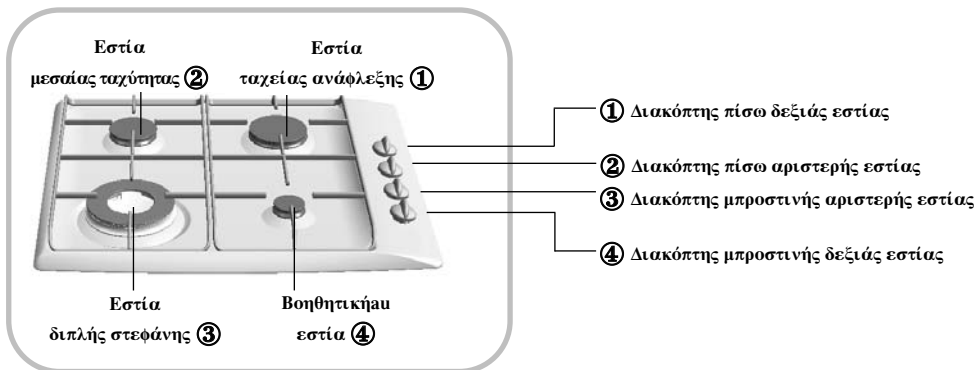 Εστία
μεσαίας ταχύτητας ②
Εστία
ταχείας ανάφλεξης ①
① Διακόπτης πίσω δεξιάς εστίας
② Διακόπτης πίσω αριστερής εστίας
③ Διακόπτης μπροστινής αριστερής εστίας
④ Διακόπτης μπροστινής δεξιάς εστίας
Εστία
διπλής στεφάνης ③
Βοηθητικήau
εστία ④